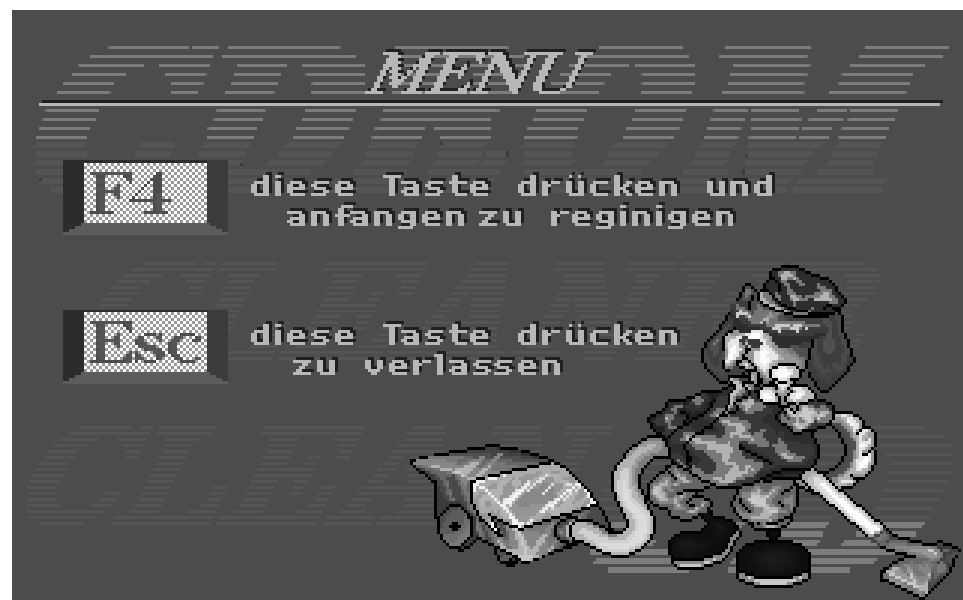 MENU
F4
diese Taste drücken und
anfangen zu reginigen
Esc
diese Taste drücken
zu verlassen